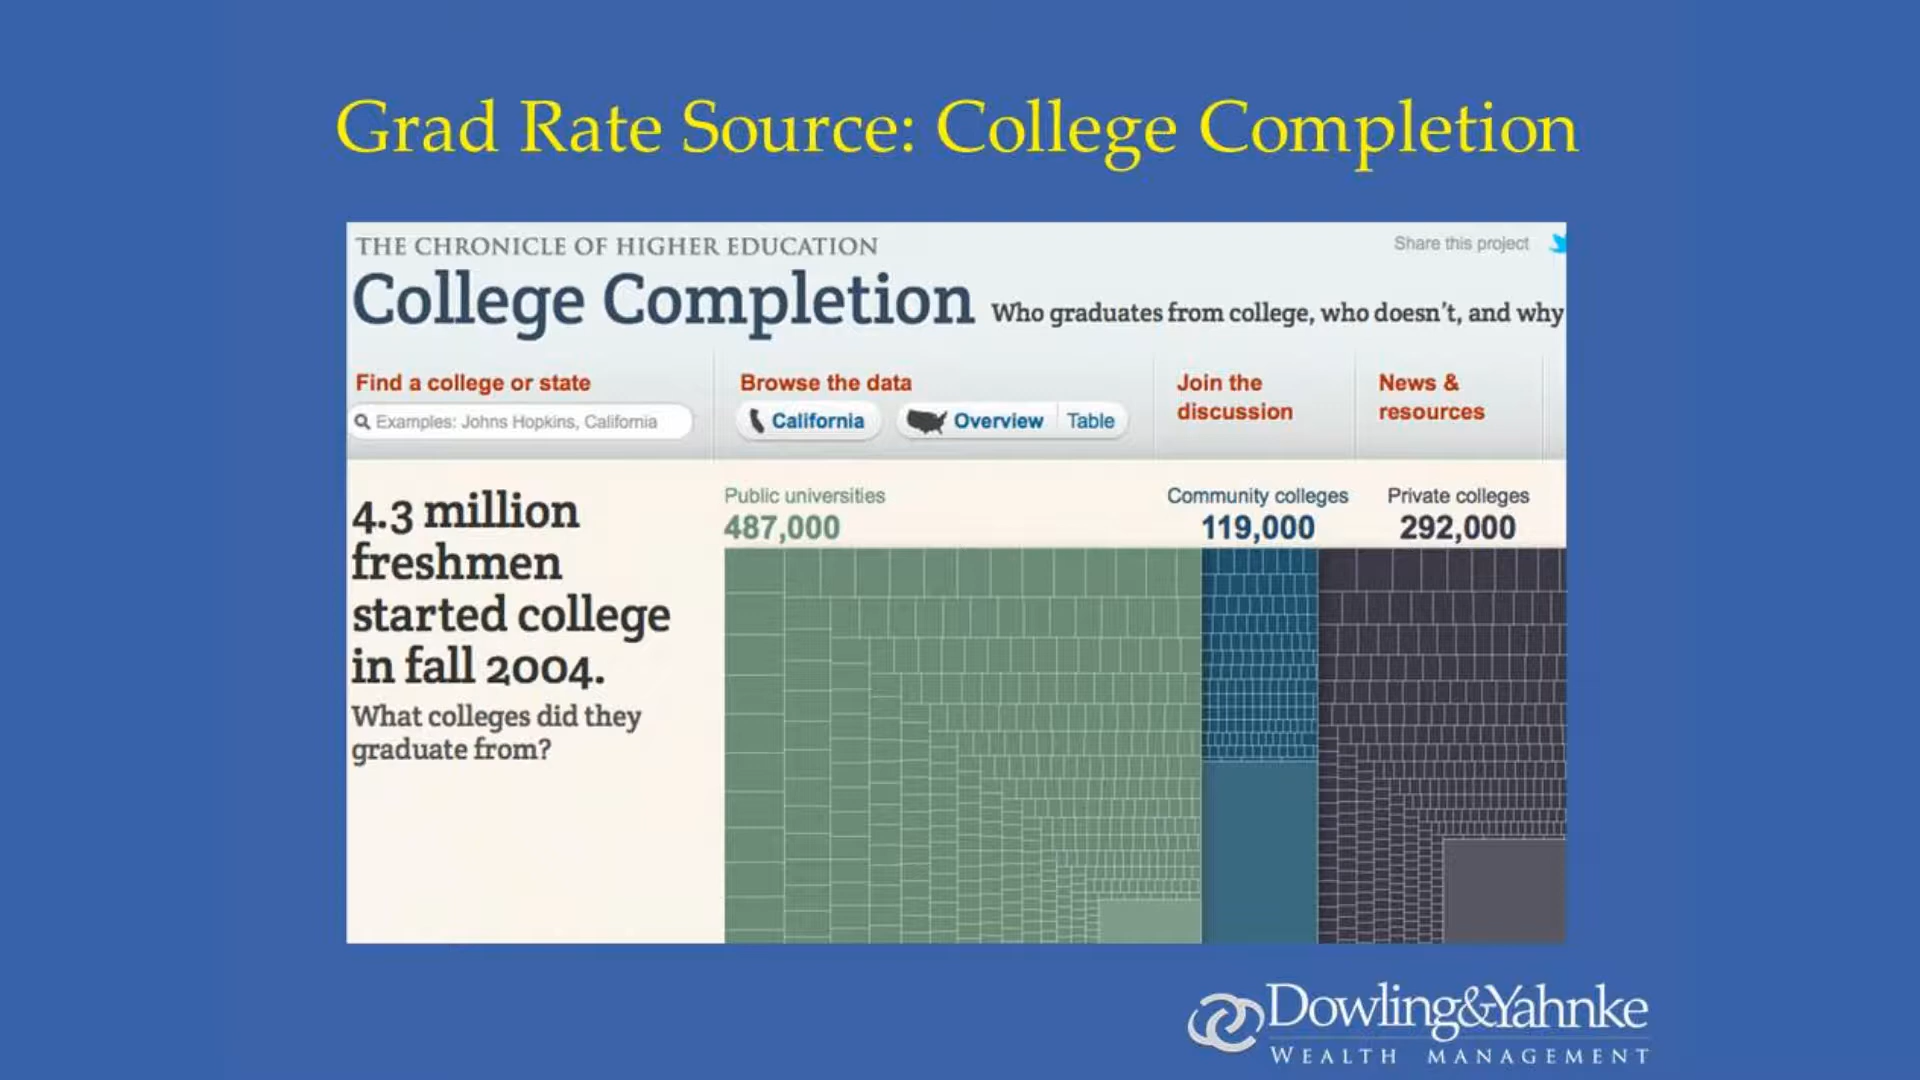 Grad Rate Source: College Completion
THE CHRONICLE OF HIGHER EDUCATION
Share this project
College Completion
Who graduates from college, who doesn't, and why
Find a college or state
Examples: Johns Hopkins, California
Browse the data
California
Overview
Table
Join the
discussion
News &
resources
4.3 million
freshmen
started college
in fall 2004.
What colleges did they
graduate from?
Public universities
487,000
Community colleges
119,000
Private colleges
292,000
Dowling&Yahnke
WEALTH MANAGEMENT